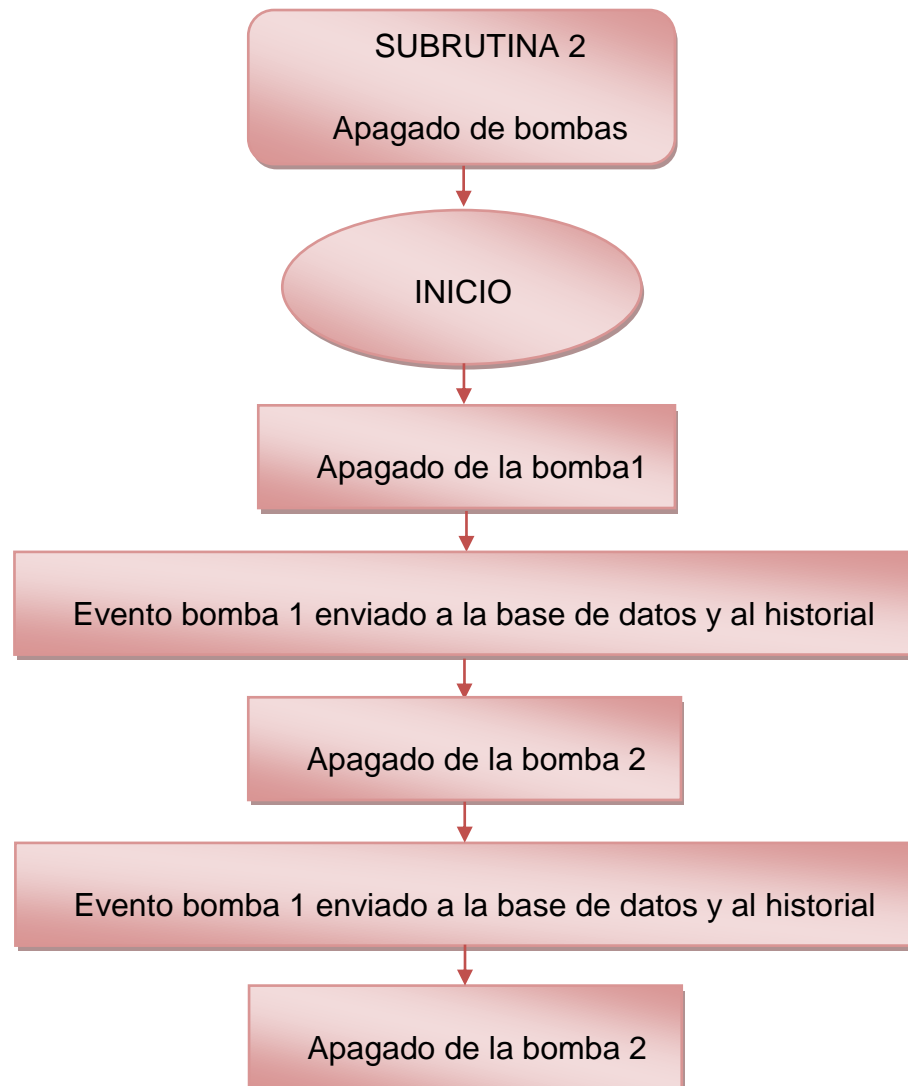 SUBRUTINA 2
Apagado de bombas
INICIO
Apagado de la bomba1
Evento bomba 1 enviado a la base de datos y al historial
Apagado de la bomba 2
Evento bomba 1 enviado a la base de datos y al historial
Apagado de la bomba 2